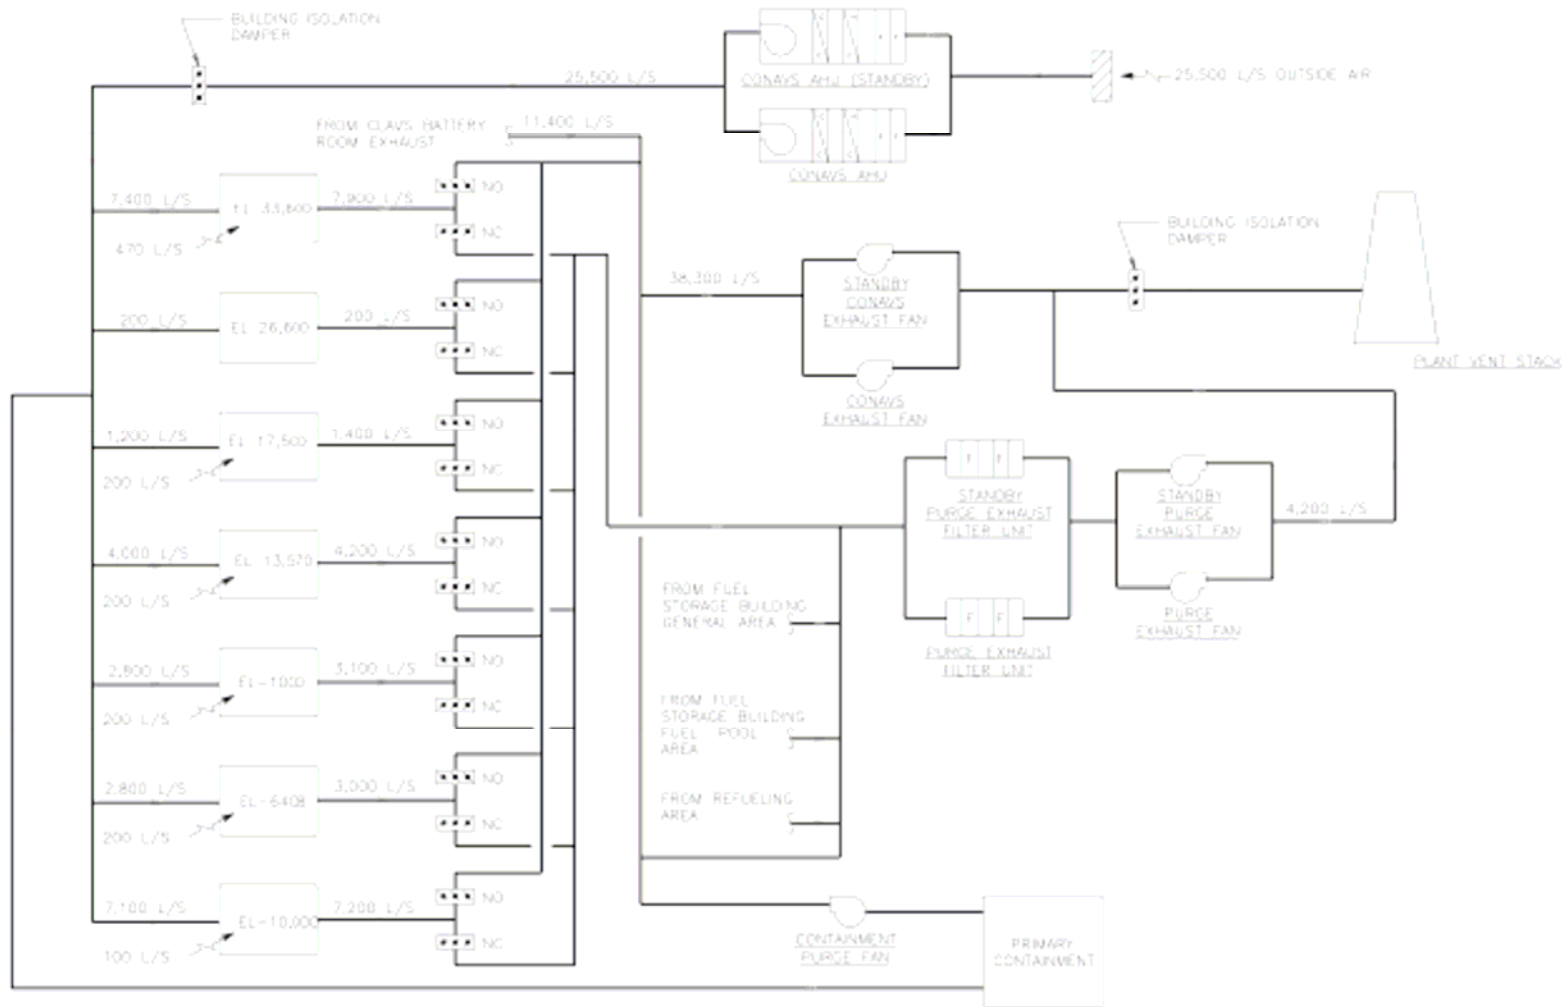 BUILDING ISOLATION
DAMPER
25,500 L/S
CONAVS AHU (STANDBY)
25,500 L/S OUTSIDE AIR
FROM CLAVS BATTERY
ROOM EXHAUST
11,400 L/S
CONAVS AHU
7,400 L/S
EL 33,600
7,900 L/S
NO
NC
470 L/S
BUILDING ISOLATION
DAMPER
38,300 L/S
STANDBY
CONAVS
EXHAUST FAN
200 L/S
EL 26,600
200 L/S
NO
NC
PLANT VENT STACK
CONAVS
EXHAUST FAN
1,200 L/S
EL 17,500
1,400 L/S
NO
NC
200 L/S
F F
STANDBY
PURGE EXHAUST
FILTER UNIT
STANDBY
PURGE
EXHAUST FAN
4,200 L/S
4,000 L/S
EL 13,570
4,200 L/S
NO
NC
200 L/S
FROM FUEL
STORAGE BUILDING
GENERAL AREA
F F
PURGE EXHAUST
FILTER UNIT
PURGE
EXHAUST FAN
2,800 L/S
EL-1000
3,100 L/S
NO
NC
200 L/S
FROM FUEL
STORAGE BUILDING
FUEL POOL
AREA
2,800 L/S
EL-6408
3,000 L/S
NO
NC
200 L/S
FROM REFUELING
AREA
7,100 L/S
EL-10,000
7,200 L/S
NO
NC
100 L/S
CONTAINMENT
PURGE FAN
PRIMARY
CONTAINMENT